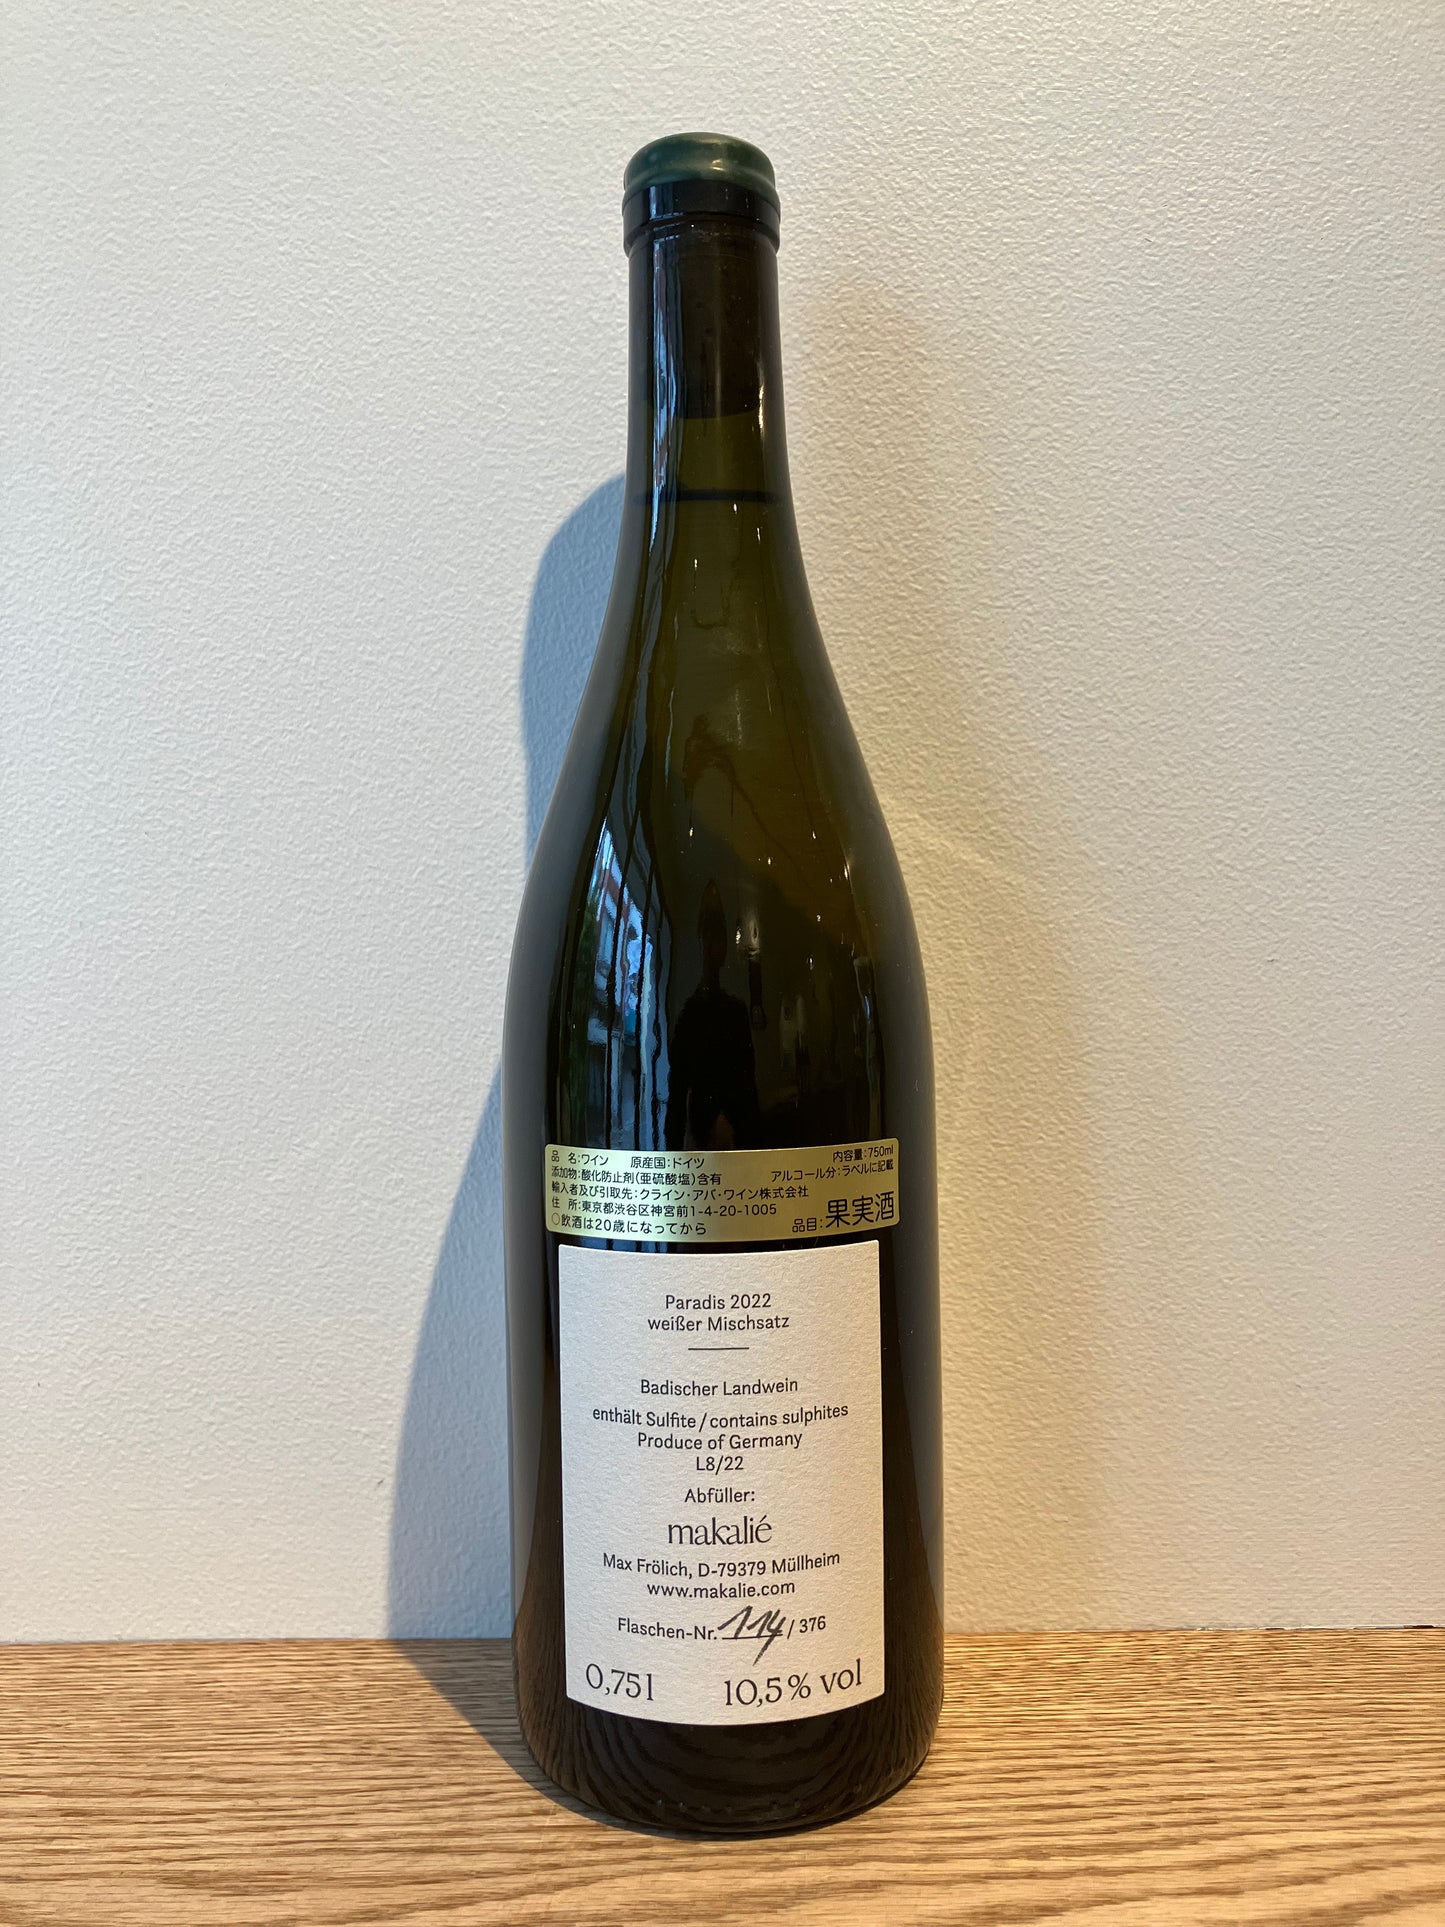 品　名:ワイン　原産国:ドイツ　内容量:750ml
添加物:酸化防止剤(亜硫酸塩)含有　アルコール分:ラベルに記載
輸入者及び引取先:クライン・アバ・ワイン株式会社
住　所:東京都渋谷区神宮前1-4-20-1005
○飲酒は20歳になってから　品目:果実酒
Paradis 2022
weißer Mischsatz
Badischer Landwein
enthält Sulfite / contains sulphites
Produce of Germany
L8/22
Abfüller:
makalié
Max Frölich, D-79379 Müllheim
www.makalie.com
Flaschen-Nr. 114 / 376
0,75 l　10,5 % vol